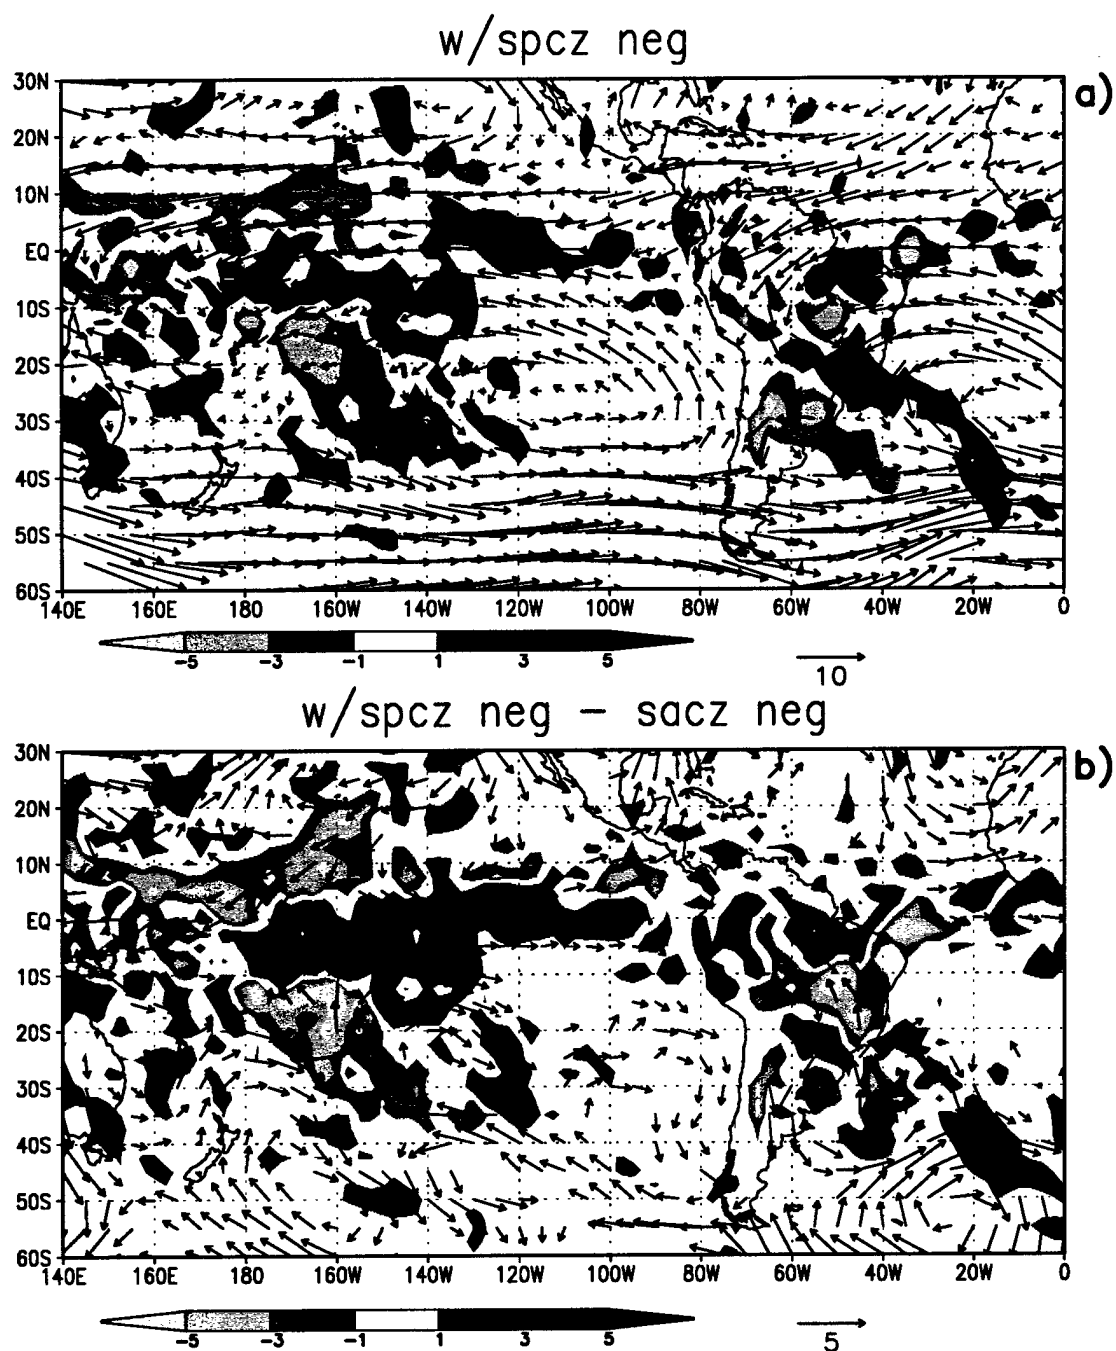 w/spcz neg
a)
30N
20N
10N
EQ
10S
20S
30S
40S
50S
60S
140E 160E 180 160W 140W 120W 100W 80W 60W 40W 20W 0
-5 -3 -1 1 3 5
10
w/spcz neg - sacz neg
b)
30N
20N
10N
EQ
10S
20S
30S
40S
50S
60S
140E 160E 180 160W 140W 120W 100W 80W 60W 40W 20W 0
-5 -3 -1 1 3 5
5